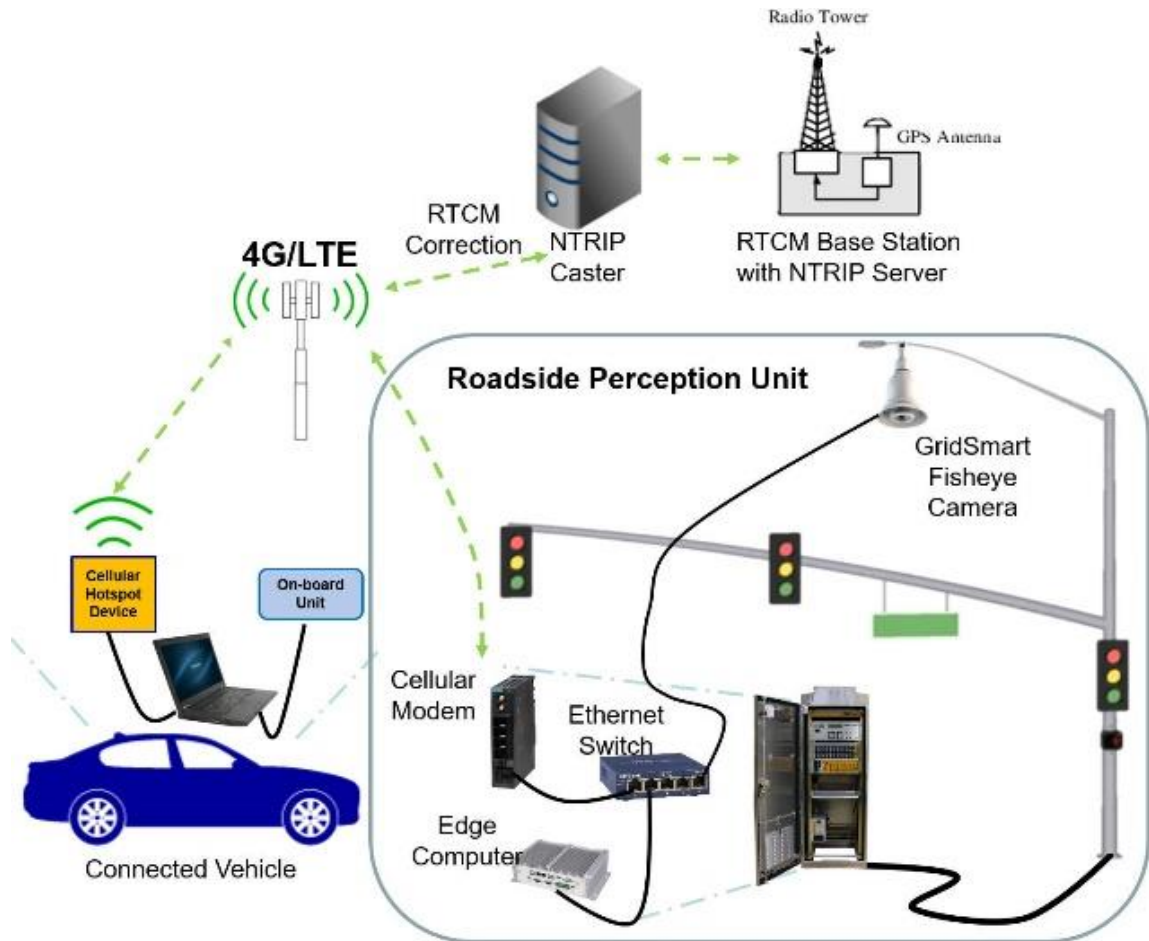 Radio Tower
GPS Antenna
RTCM
Correction
NTRIP
Caster
RTCM Base Station
with NTRIP Server
4G/LTE
Roadside Perception Unit
GridSmart
Fisheye
Camera
Cellular
Hotspot
Device
On-board
Unit
Cellular
Modem
Ethernet
Switch
Edge
Computer
Connected Vehicle